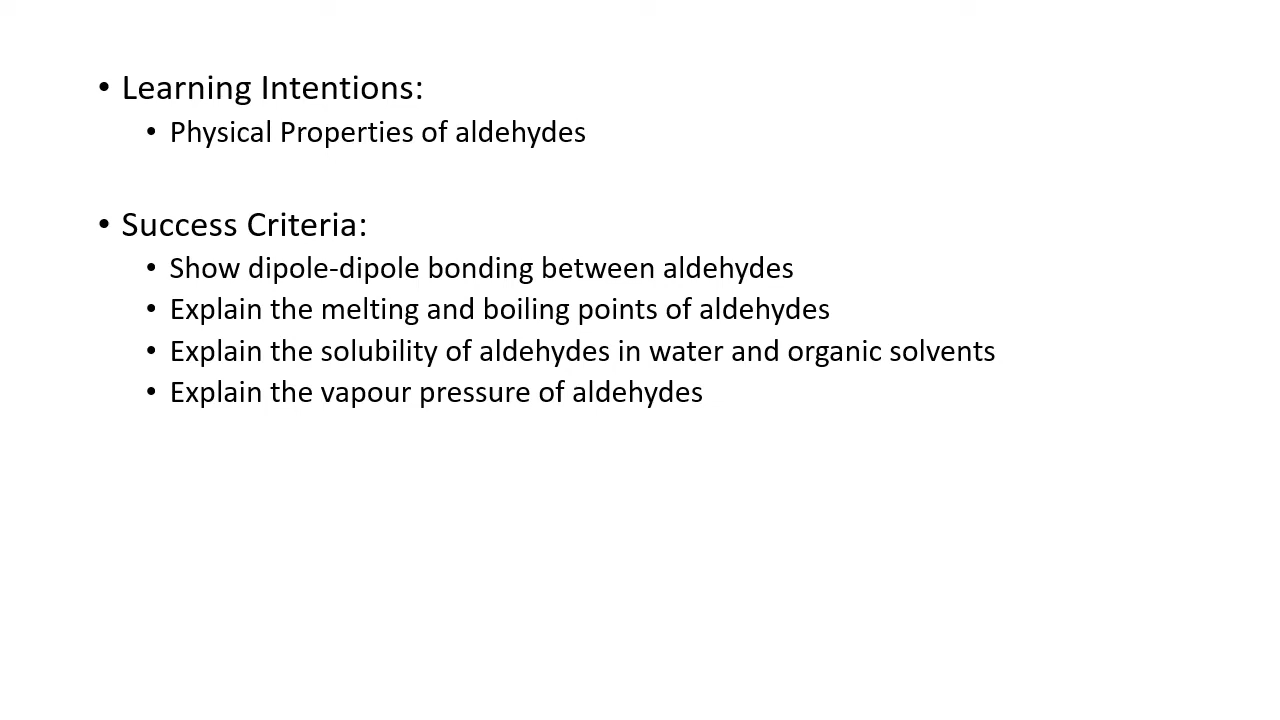 • Learning Intentions:
• Physical Properties of aldehydes
• Success Criteria:
• Show dipole-dipole bonding between aldehydes
• Explain the melting and boiling points of aldehydes
• Explain the solubility of aldehydes in water and organic solvents
• Explain the vapour pressure of aldehydes